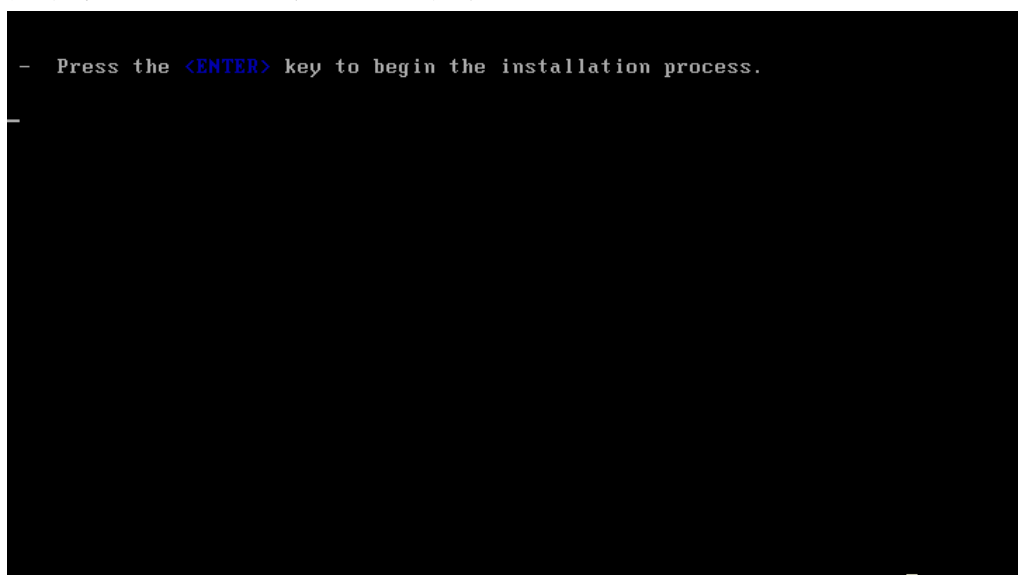 - Press the <ENTER> key to begin the installation process.